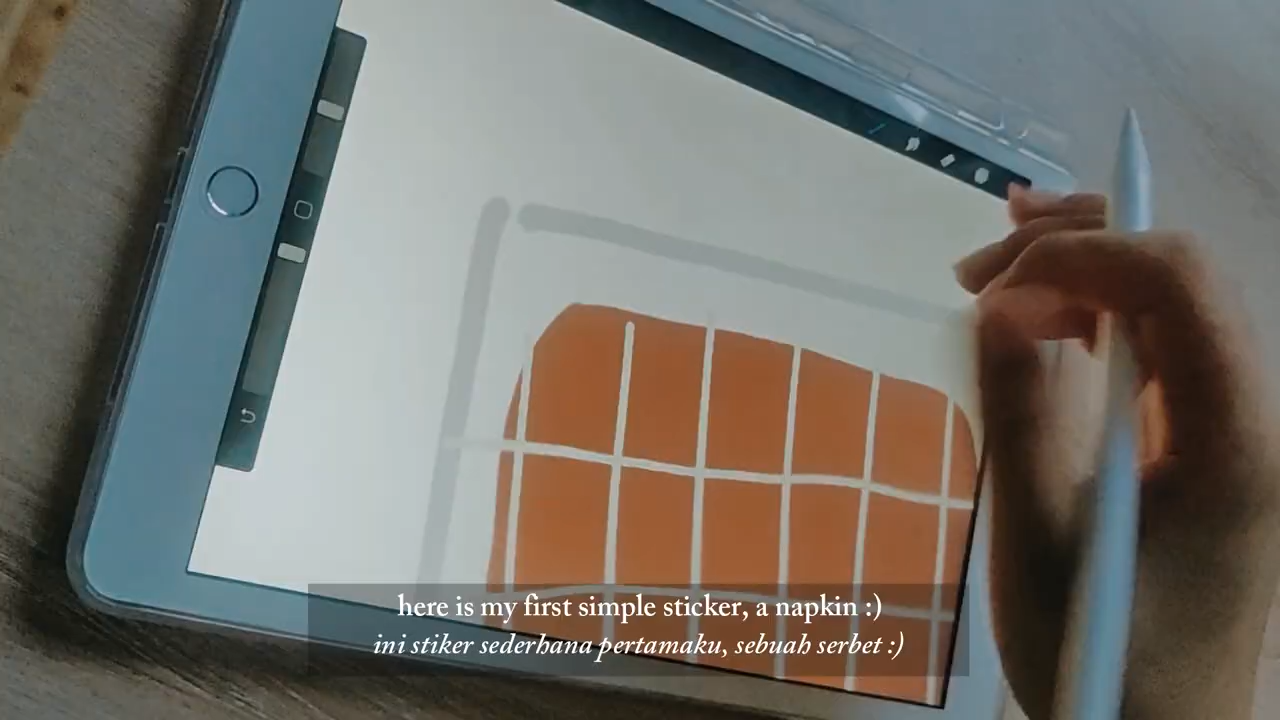 here is my first simple sticker, a napkin :)
ini stiker sederhana pertamaku, sebuah serbet :)